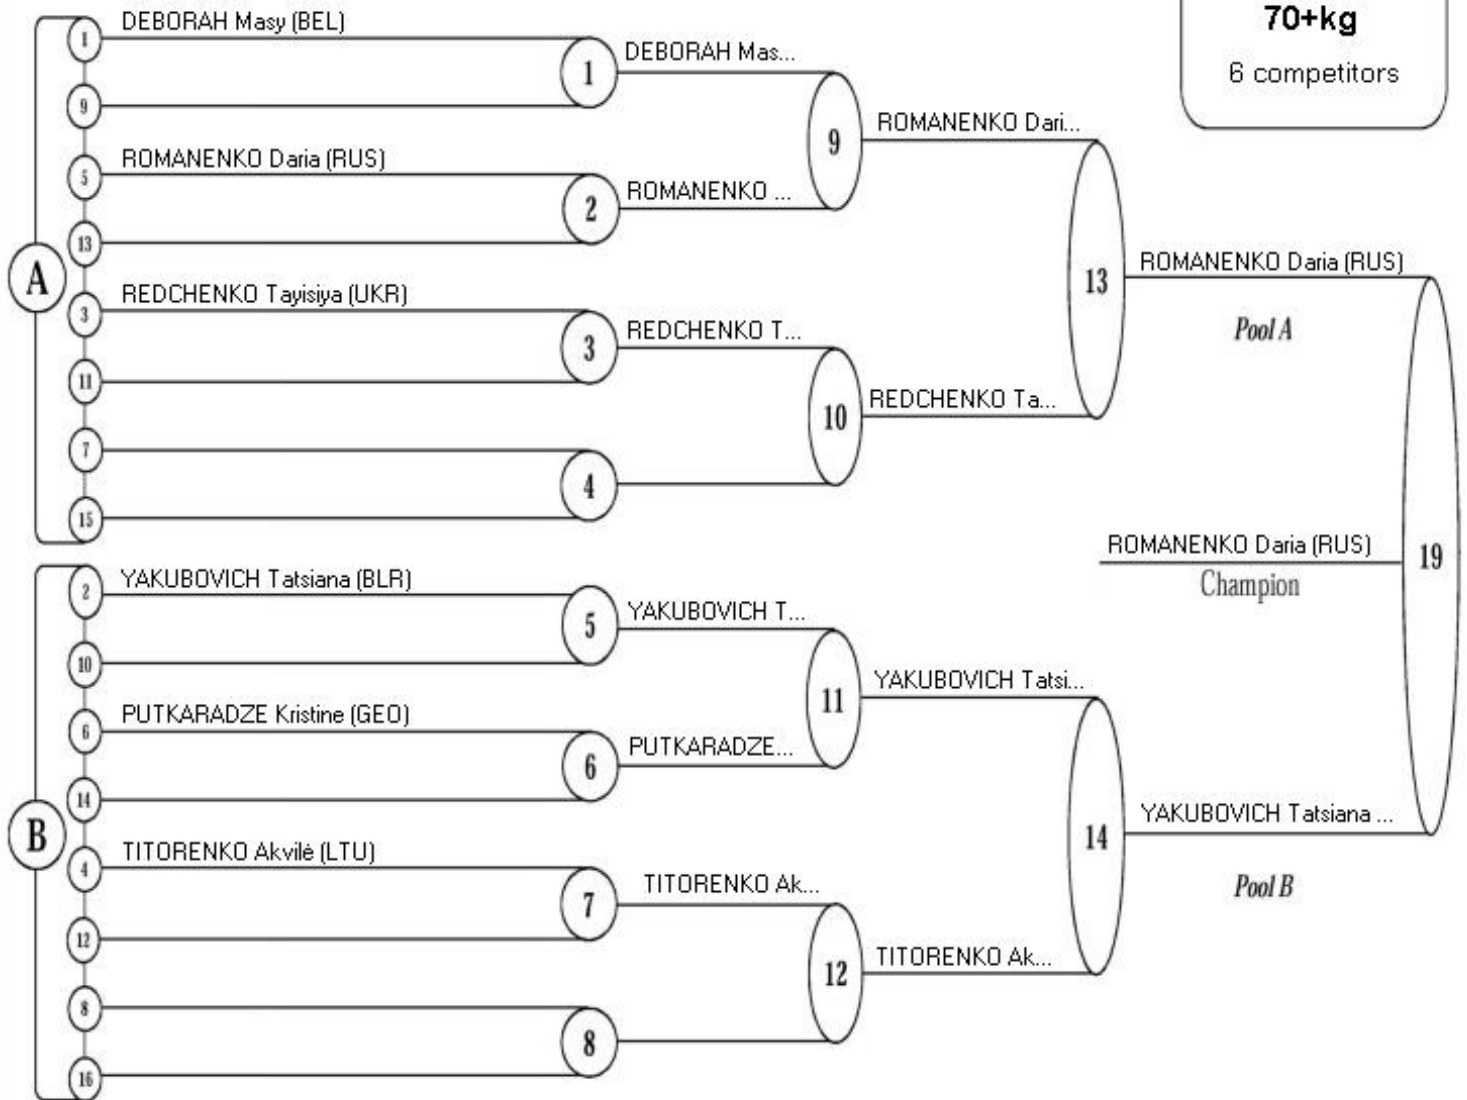 70+kg
6 competitors
A
1
DEBORAH Masy (BEL)
9
1
DEBORAH Mas...
5
ROMANENKO Daria (RUS)
13
2
ROMANENKO ...
9
ROMANENKO Dari...
3
REDCHENKO Tayisiya (UKR)
11
3
REDCHENKO T...
7
15
4
10
REDCHENKO Ta...
13
ROMANENKO Daria (RUS)
Pool A
B
2
YAKUBOVICH Tatsiana (BLR)
10
5
YAKUBOVICH T...
6
PUTKARADZE Kristine (GEO)
14
6
PUTKARADZE...
11
YAKUBOVICH Tatsi...
4
TITORENKO Akvilė (LTU)
12
7
TITORENKO Ak...
8
16
8
12
TITORENKO Ak...
14
YAKUBOVICH Tatsiana ...
Pool B
19
ROMANENKO Daria (RUS)
Champion